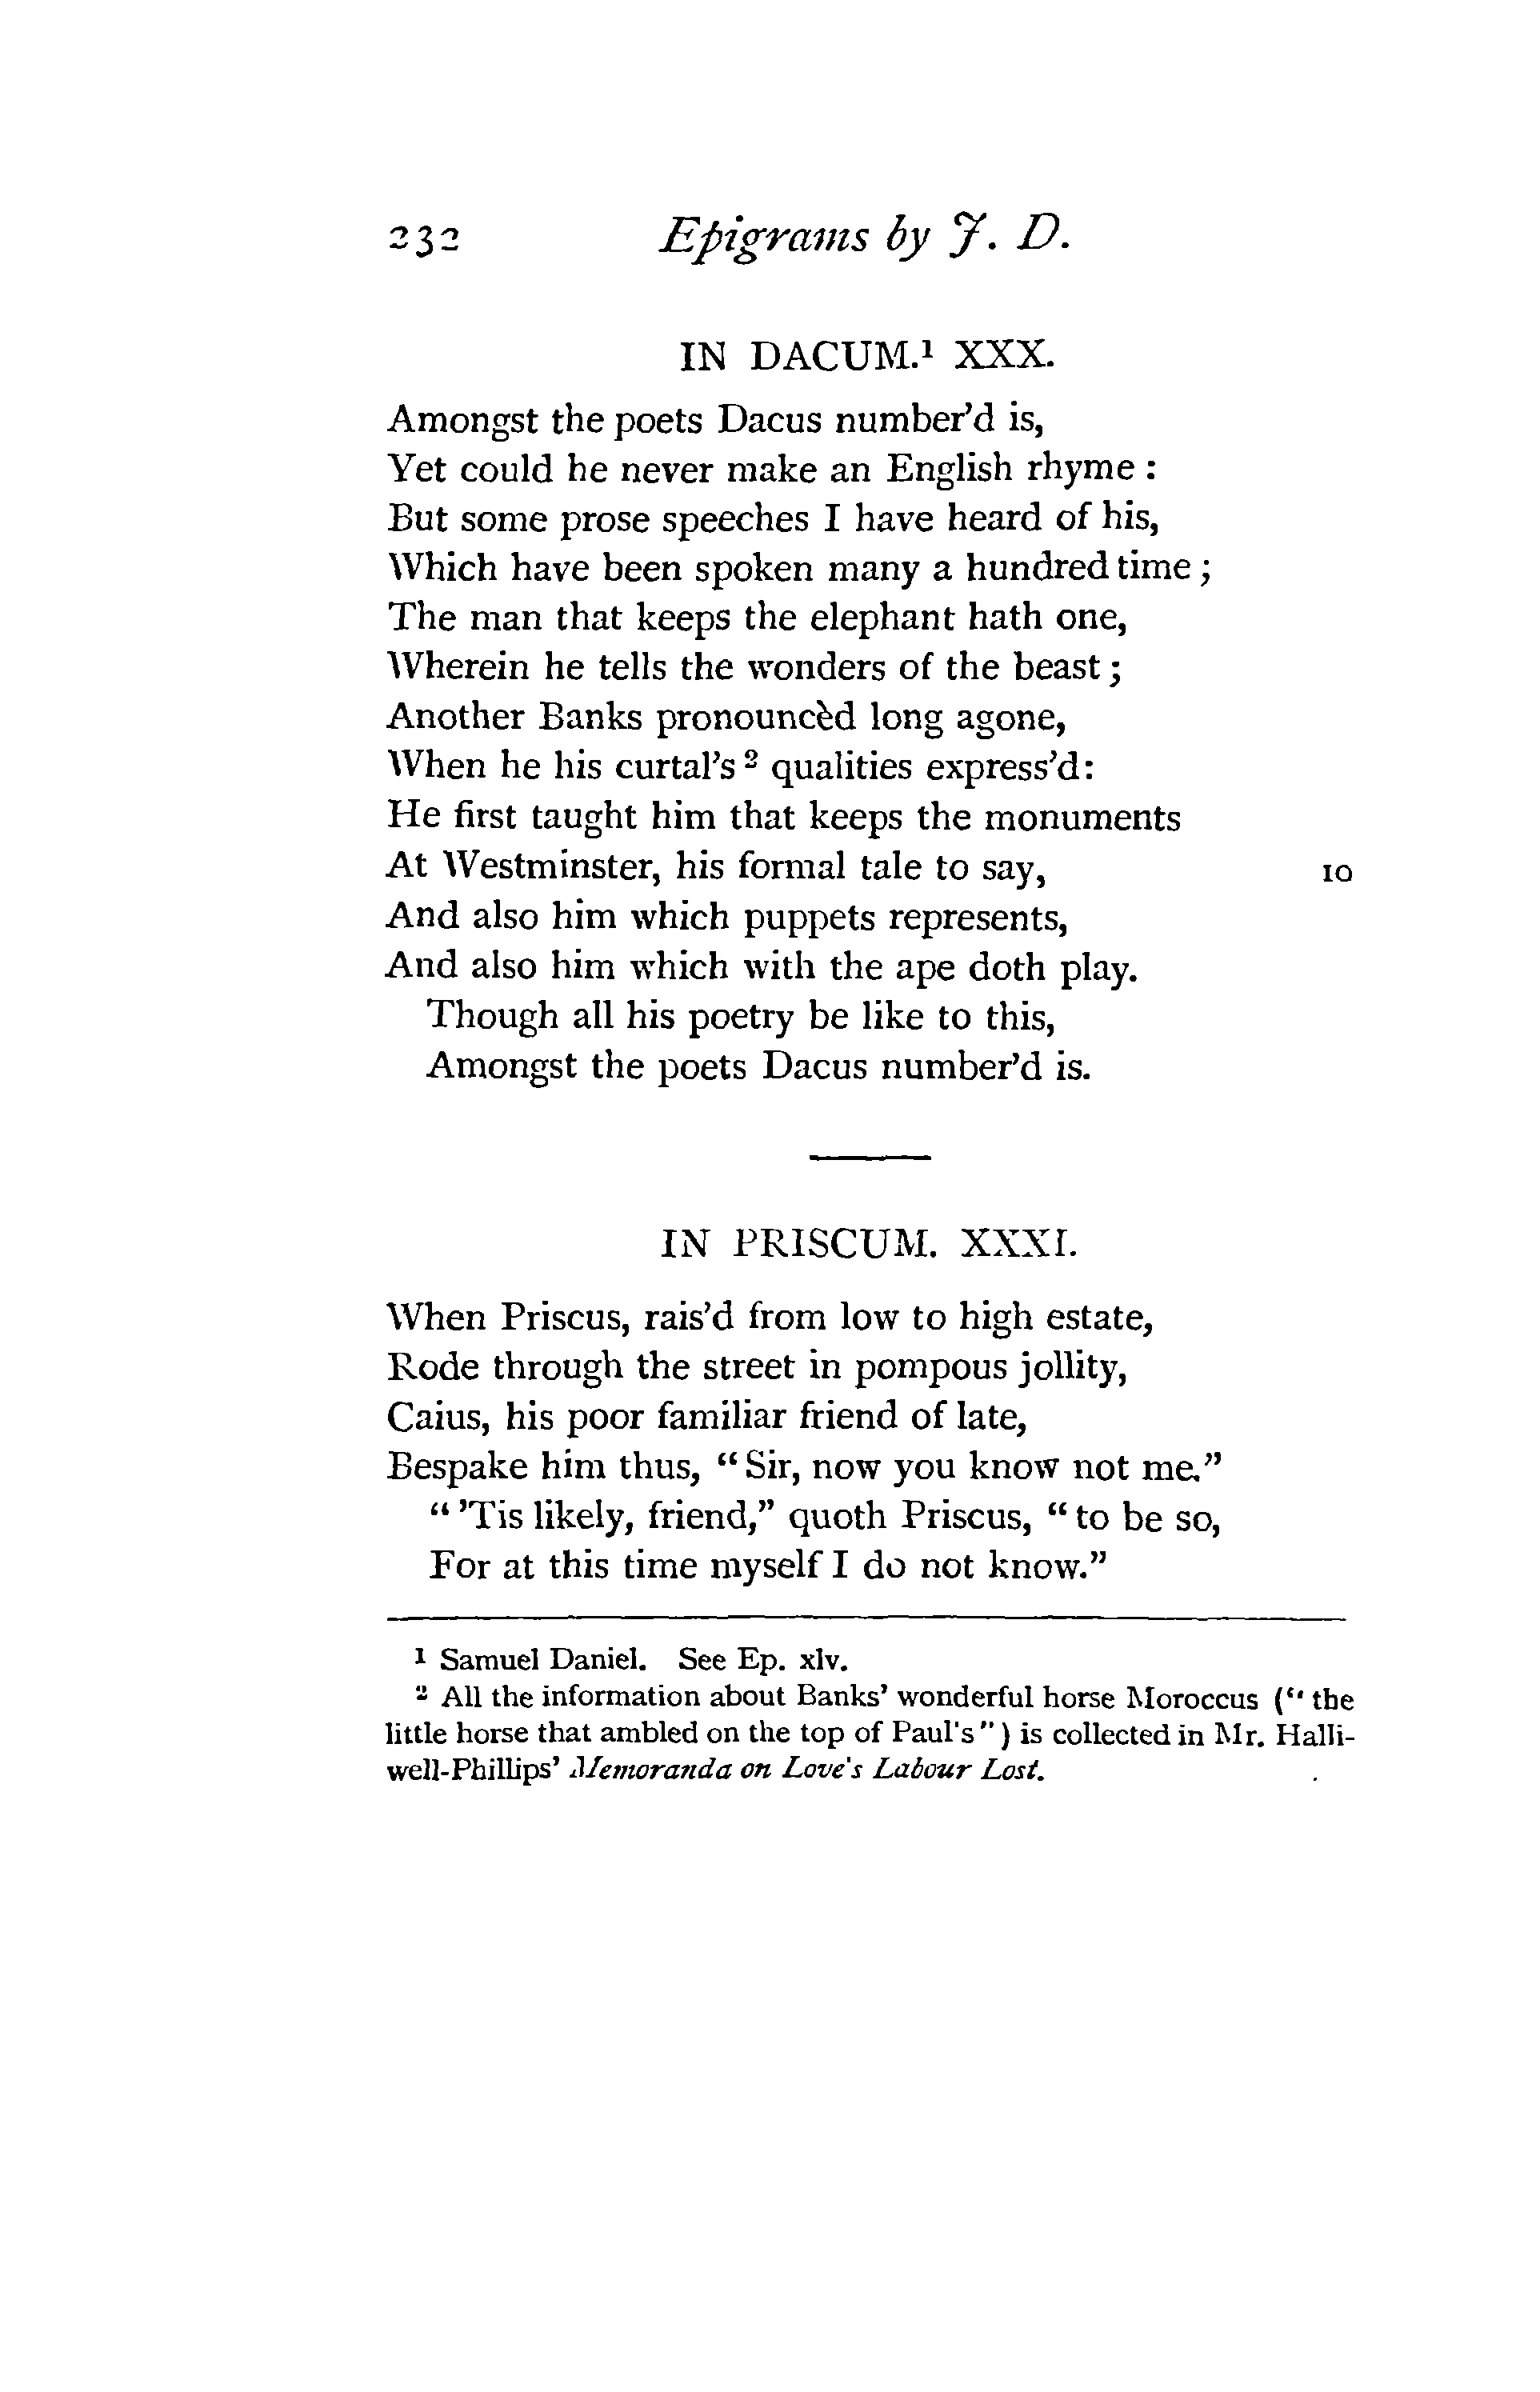 232 Epigrams by J. D.
IN DACUM.¹ XXX.
Amongst the poets Dacus number’d is,
Yet could he never make an English rhyme :
But some prose speeches I have heard of his,
Which have been spoken many a hundred time ;
The man that keeps the elephant hath one,
Wherein he tells the wonders of the beast ;
Another Banks pronouncèd long agone,
When he his curtal’s ² qualities express’d:
He first taught him that keeps the monuments
At Westminster, his formal tale to say, 10
And also him which puppets represents,
And also him which with the ape doth play.
Though all his poetry be like to this,
Amongst the poets Dacus number’d is.
IN PRISCUM. XXXI.
When Priscus, rais’d from low to high estate,
Rode through the street in pompous jollity,
Caius, his poor familiar friend of late,
Bespake him thus, “ Sir, now you know not me.”
“ ’Tis likely, friend,” quoth Priscus, “ to be so,
For at this time myself I do not know.”
¹ Samuel Daniel. See Ep. xlv.
² All the information about Banks’ wonderful horse Moroccus (“ the
little horse that ambled on the top of Paul's ”) is collected in Mr. Halli-
well-Phillips’ Memoranda on Love's Labour Lost.